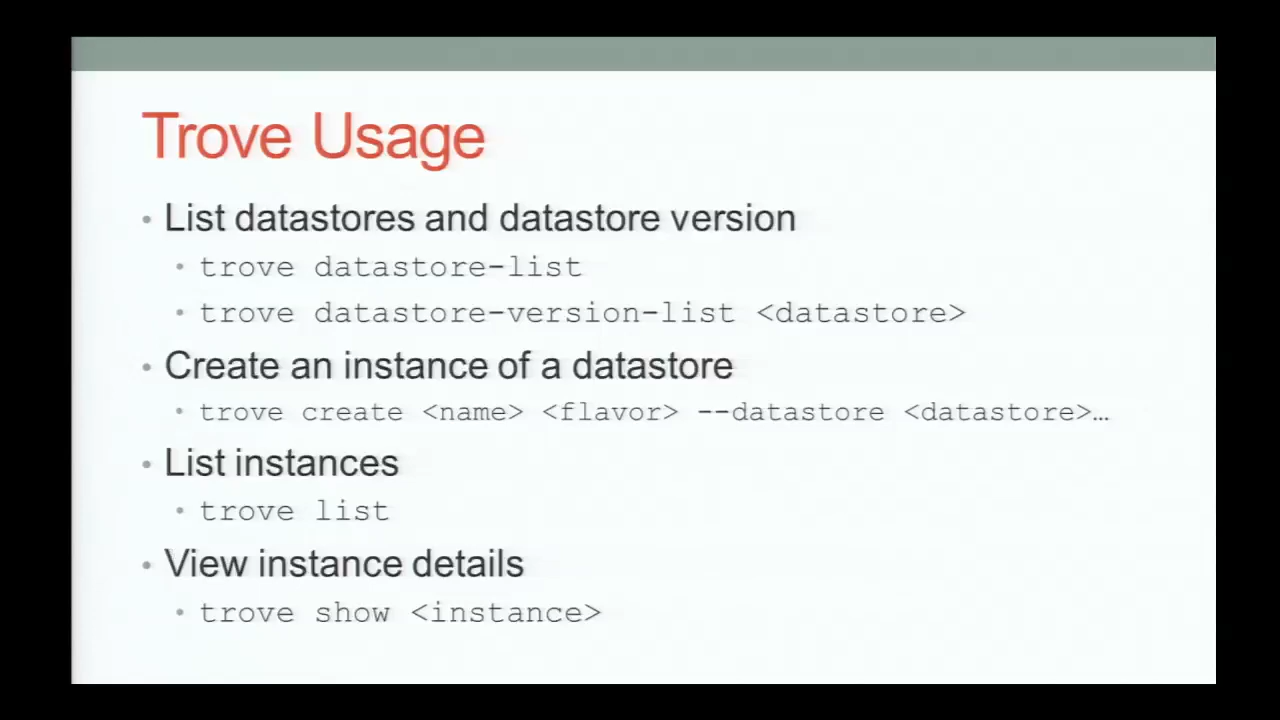 Trove Usage
• List datastores and datastore version
• trove datastore-list
• trove datastore-version-list <datastore>
• Create an instance of a datastore
• trove create <name> <flavor> --datastore <datastore>…
• List instances
• trove list
• View instance details
• trove show <instance>